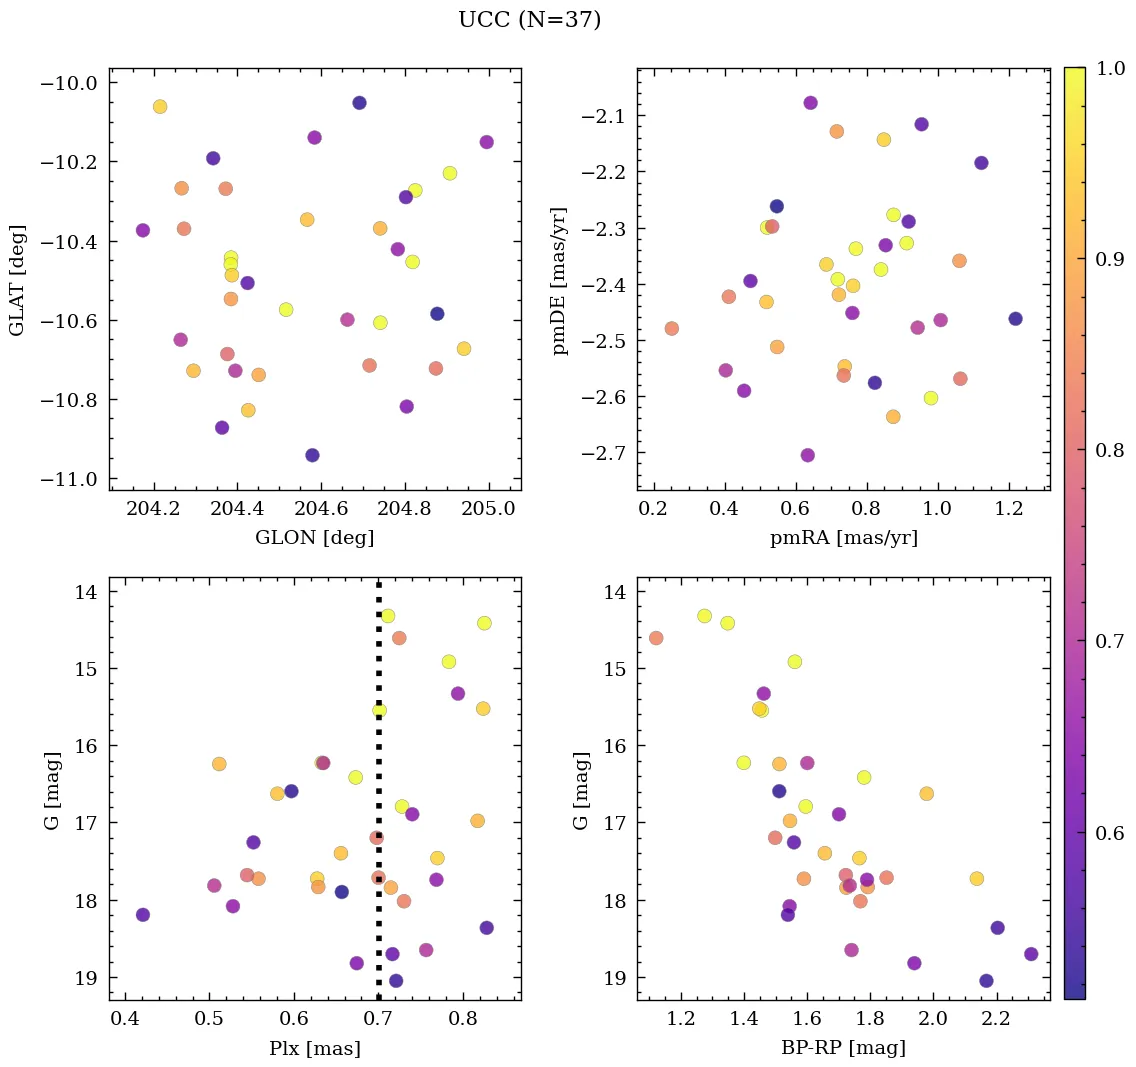 UCC (N=37)
−10.0
−10.2
−10.4
−10.6
−10.8
−11.0
GLAT [deg]
204.2 204.4 204.6 204.8 205.0
GLON [deg]
−2.1
−2.2
−2.3
−2.4
−2.5
−2.6
−2.7
pmDE [mas/yr]
0.2 0.4 0.6 0.8 1.0 1.2
pmRA [mas/yr]
1.0
0.9
0.8
0.7
0.6
14
15
16
17
18
19
G [mag]
0.4 0.5 0.6 0.7 0.8
Plx [mas]
14
15
16
17
18
19
G [mag]
1.2 1.4 1.6 1.8 2.0 2.2
BP-RP [mag]